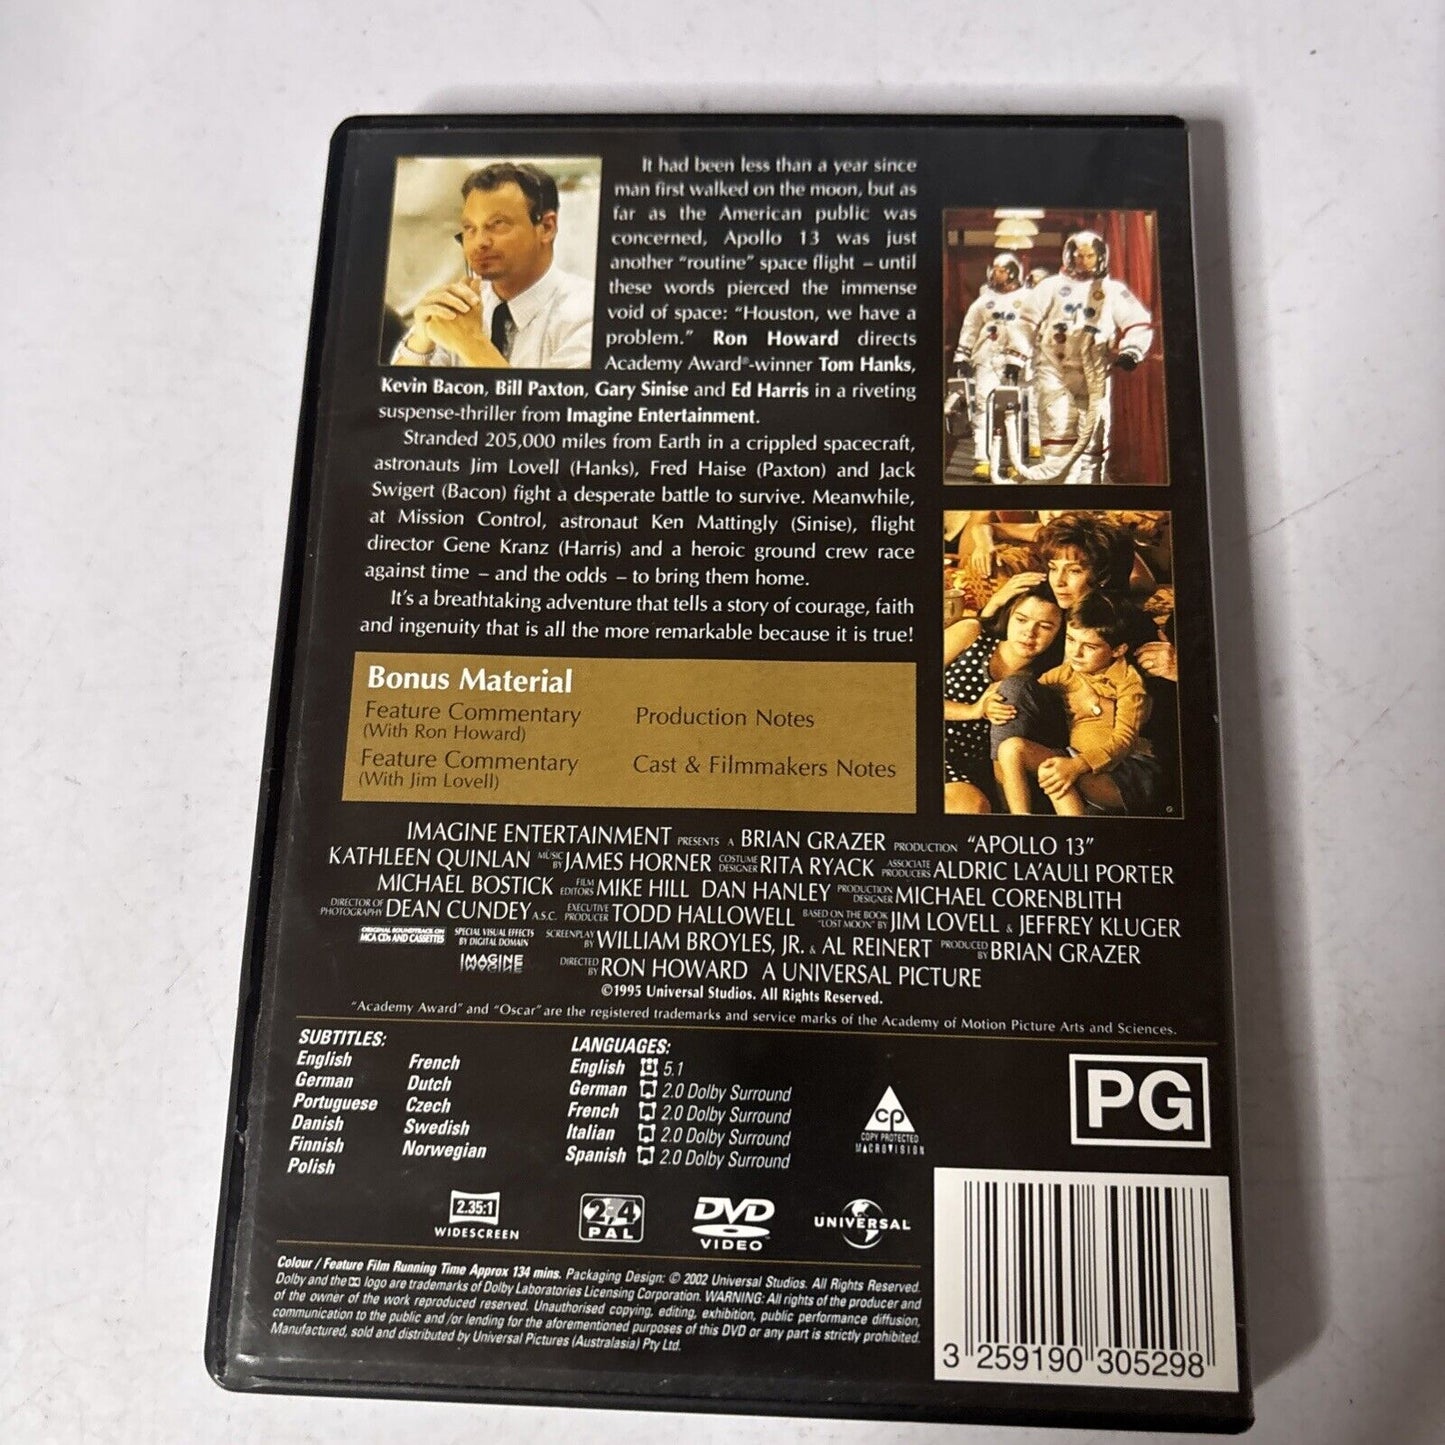 It had been less than a year since
man first walked on the moon, but as
far as the American public was
concerned, Apollo 13 was just
another "routine" space flight – until
these words pierced the immense
void of space: "Houston, we have a
problem." Ron Howard directs
Academy Award®-winner Tom Hanks,
Kevin Bacon, Bill Paxton, Gary Sinise and Ed Harris in a riveting
suspense-thriller from Imagine Entertainment.
Stranded 205,000 miles from Earth in a crippled spacecraft,
astronauts Jim Lovell (Hanks), Fred Haise (Paxton) and Jack
Swigert (Bacon) fight a desperate battle to survive. Meanwhile,
at Mission Control, astronaut Ken Mattingly (Sinise), flight
director Gene Kranz (Harris) and a heroic ground crew race
against time – and the odds – to bring them home.
It's a breathtaking adventure that tells a story of courage, faith
and ingenuity that is all the more remarkable because it is true!
Bonus Material
Feature Commentary
(With Ron Howard)
Feature Commentary
(With Jim Lovell)
Production Notes
Cast & Filmmakers Notes
IMAGINE ENTERTAINMENT PRESENTS A BRIAN GRAZER PRODUCTION "APOLLO 13"
KATHLEEN QUINLAN MUSIC BY JAMES HORNER COSTUME DESIGNER RITA RYACK ASSOCIATE PRODUCERS ALDRIC LA'AULI PORTER
MICHAEL BOSTICK FILM EDITORS MIKE HILL DAN HANLEY PRODUCTION DESIGNER MICHAEL CORENBLITH
DIRECTOR OF PHOTOGRAPHY DEAN CUNDEY A.S.C. EXECUTIVE PRODUCER TODD HALLOWELL BASED ON THE BOOK "LOST MOON" BY JIM LOVELL & JEFFREY KLUGER
ORIGINAL SOUNDTRACK ON MCA CDs AND CASSETTES SPECIAL VISUAL EFFECTS BY DIGITAL DOMAIN SCREENPLAY BY WILLIAM BROYLES, JR. & AL REINERT PRODUCED BY BRIAN GRAZER
IMAGINE DIRECTED BY RON HOWARD A UNIVERSAL PICTURE
©1995 Universal Studios. All Rights Reserved.
"Academy Award" and "Oscar" are the registered trademarks and service marks of the Academy of Motion Picture Arts and Sciences.
SUBTITLES:
English
German
Portuguese
Danish
Finnish
Polish
French
Dutch
Czech
Swedish
Norwegian
LANGUAGES:
English 5.1
German 2.0 Dolby Surround
French 2.0 Dolby Surround
Italian 2.0 Dolby Surround
Spanish 2.0 Dolby Surround
cp
COPY PROTECTED
MACROVISION
PG
2.35:1
WIDESCREEN
2 4
PAL
DVD
VIDEO
UNIVERSAL
Colour / Feature Film Running Time Approx 134 mins. Packaging Design: © 2002 Universal Studios. All Rights Reserved.
Dolby and the logo are trademarks of Dolby Laboratories Licensing Corporation. WARNING: All rights of the producer and
of the owner of the work reproduced reserved. Unauthorised copying, editing, exhibition, public performance diffusion,
communication to the public and /or lending for the aforementioned purposes of this DVD or any part is strictly prohibited.
Manufactured, sold and distributed by Universal Pictures (Australasia) Pty Ltd.
3 259190 305298